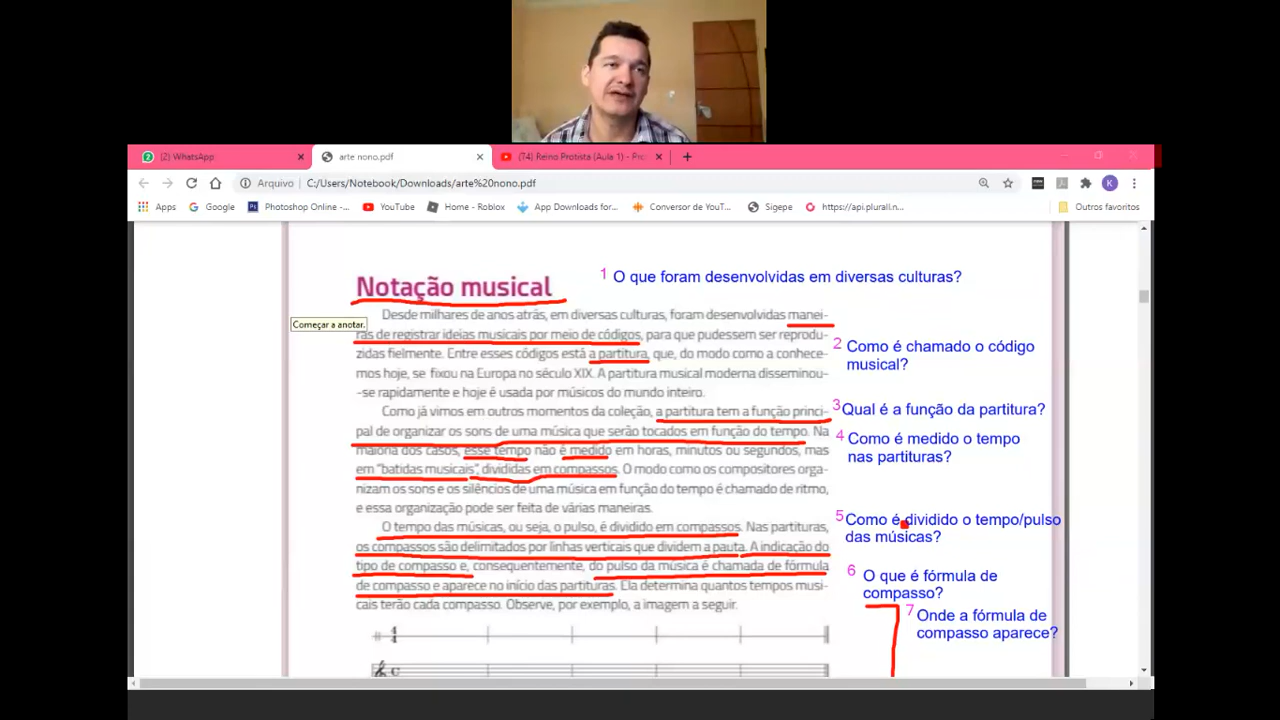 (2) WhatsApp
arte nono.pdf
(T4) Reino Protista (Aula 1) - Pro
Arquivo C:/Users/Notebook/Downloads/arte%20nono.pdf
K
Apps Google Photoshop Online -... YouTube Home - Roblox App Downloads for... Conversor de YouT... Sigepe https://api.plurall.n... Outros favoritos
Notação musical
1 O que foram desenvolvidas em diversas culturas?
Começar a anotar.
Desde milhares de anos atrás, em diversas culturas, foram desenvolvidas manei-
ras de registrar ideias musicais por meio de códigos, para que pudessem ser reprodu-
zidas fielmente. Entre esses códigos está a partitura que, do modo como a conhece-
mos hoje, se fixou na Europa no século XIX. A partitura musical moderna disseminou-
-se rapidamente e hoje é usada por músicos do mundo inteiro.
Como já vimos em outros momentos da coleção, a partitura tem a função princi-
pal de organizar os sons de uma música que serão tocados em função do tempo. Na
maioria dos casos, esse tempo não é medido em horas, minutos ou segundos, mas
em "batidas musicais", divididas em compassos. O modo como os compositores orga-
nizam os sons e os silêncios de uma música em função do tempo é chamado de ritmo,
e essa organização pode ser feita de várias maneiras.
O tempo das músicas, ou seja, o pulso, é dividido em compassos. Nas partituras,
os compassos são delimitados por linhas verticais que dividem a pauta. A indicação do
tipo de compasso e, consequentemente, do pulso da música é chamada de fórmula
de compasso e aparece no início das partituras. Ela determina quantos tempos musi-
cais terão cada compasso. Observe, por exemplo, a imagem a seguir.
2 Como é chamado o código
musical?
3 Qual é a função da partitura?
4 Como é medido o tempo
nas partituras?
5 Como é dividido o tempo/pulso
das músicas?
6 O que é fórmula de
compasso?
7 Onde a fórmula de
compasso aparece?
4
4